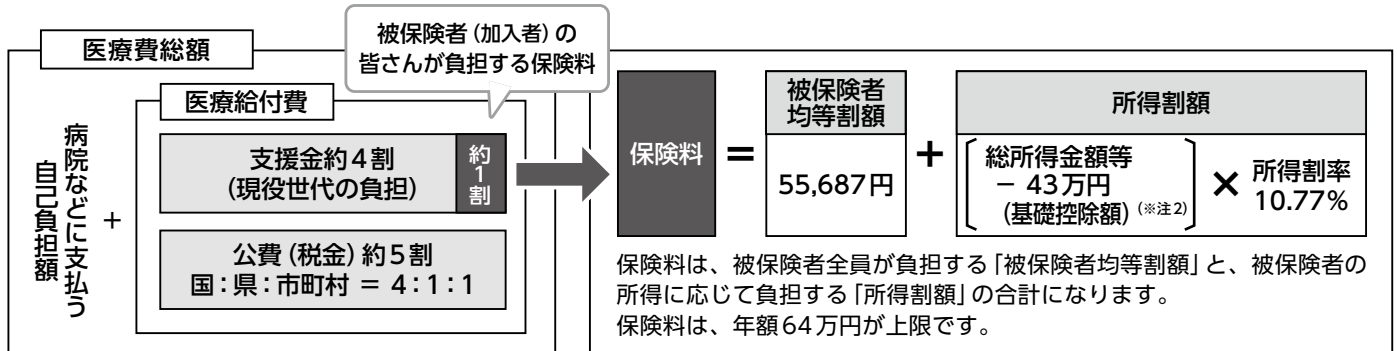 医療費総額
被保険者(加入者)の
皆さんが負担する保険料
病院などに支払う
自己負担額
+
医療給付費
支援金約4割
(現役世代の負担)
約1割
公費(税金)約5割
国:県:市町村 = 4:1:1
保険料
=
被保険者
均等割額
55,687円
+
所得割額
総所得金額等
− 43万円
(基礎控除額)(※注2)
×
所得割率
10.77%
保険料は、被保険者全員が負担する「被保険者均等割額」と、被保険者の
所得に応じて負担する「所得割額」の合計になります。
保険料は、年額64万円が上限です。